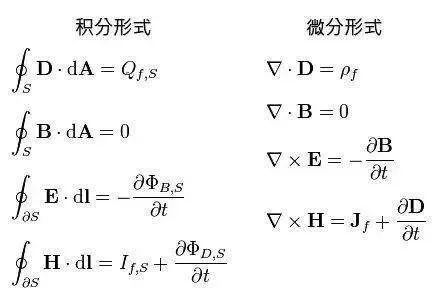 积分形式
∮_S D · dA = Q_{f,S}
∮_S B · dA = 0
∮_{∂S} E · dl = −∂Φ_{B,S}/∂t
∮_{∂S} H · dl = I_{f,S} + ∂Φ_{D,S}/∂t
微分形式
∇ · D = ρ_f
∇ · B = 0
∇ × E = −∂B/∂t
∇ × H = J_f + ∂D/∂t